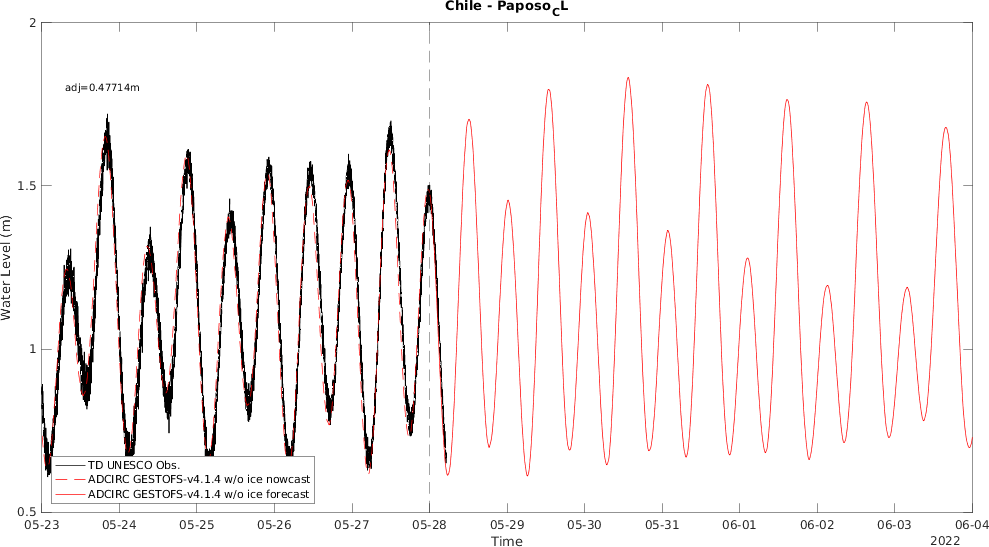 Chile - Paposo_CL
adj=0.47714m
2
1.5
1
0.5
Water Level (m)
TD UNESCO Obs.
ADCIRC GESTOFS-v4.1.4 w/o ice nowcast
ADCIRC GESTOFS-v4.1.4 w/o ice forecast
05-23 05-24 05-25 05-26 05-27 05-28 05-29 05-30 05-31 06-01 06-02 06-03 06-04
Time
2022